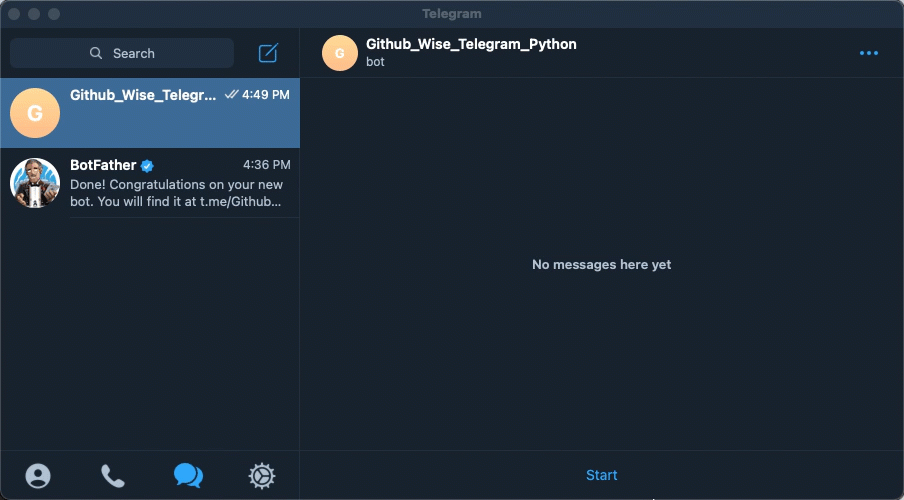 Telegram
Search
G
Github_Wise_Telegr... 4:49 PM
BotFather 4:36 PM
Done! Congratulations on your new
bot. You will find it at t.me/Github...
G
Github_Wise_Telegram_Python
bot
No messages here yet
Start